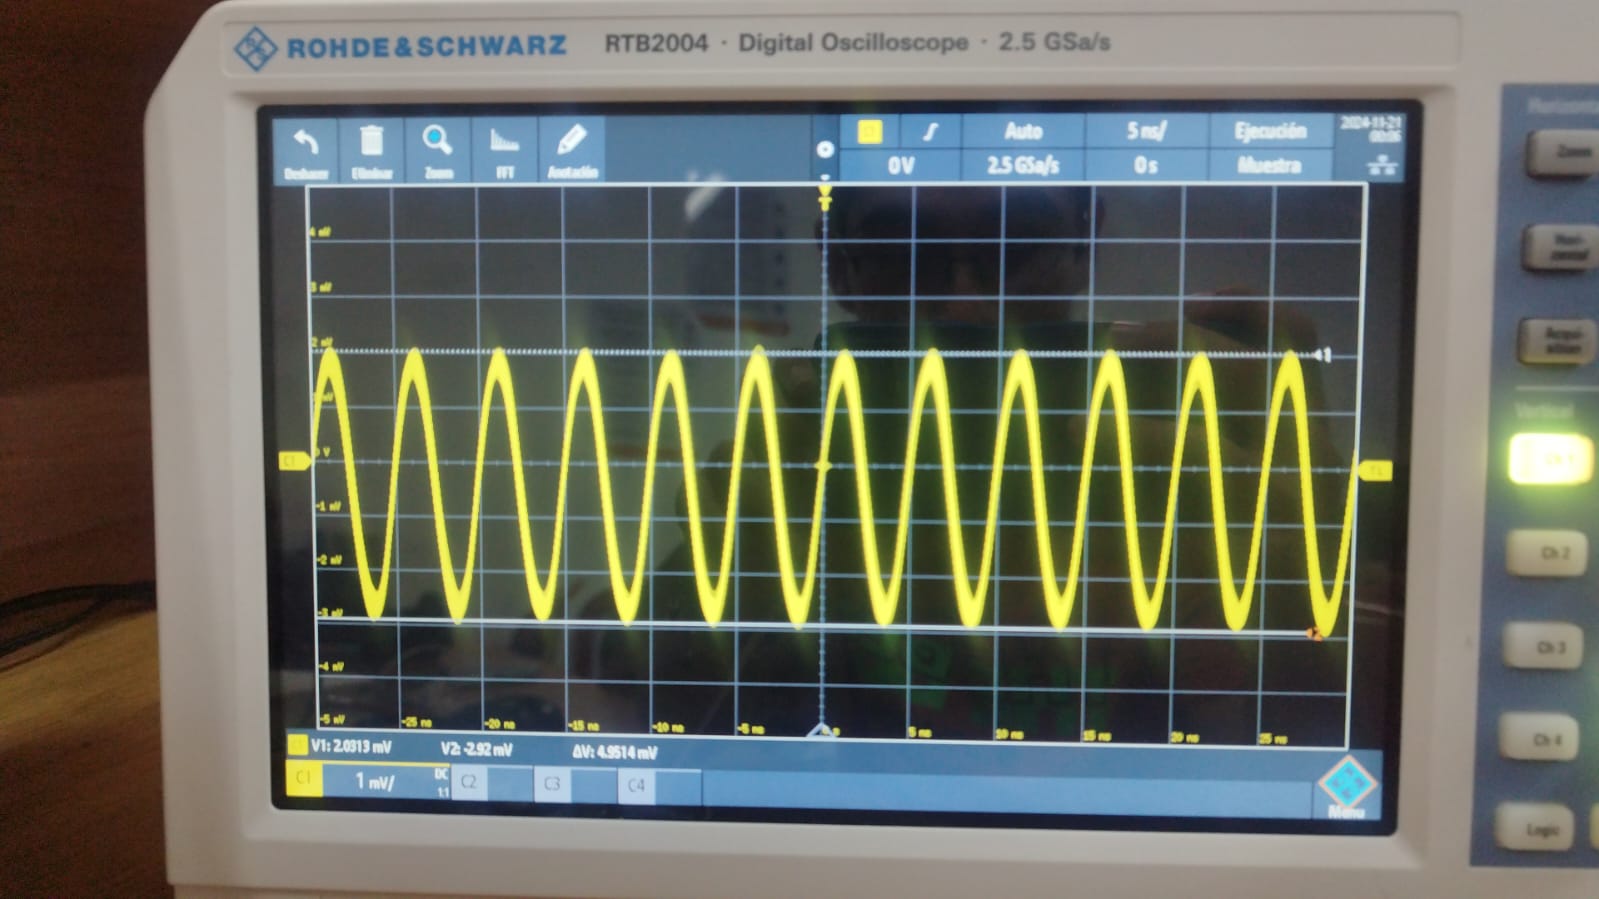 ROHDE&SCHWARZ RTB2004 · Digital Oscilloscope · 2.5 GSa/s
Deshacer Eliminar Zoom FFT Anotación
Auto 5 ns/ Ejecución 2024-11-21
0V 2.5 GSa/s 0 s Muestra
T
4 mV
3 mV
2 mV
1
mV
C1 0 V T1
-1 mV
-2 mV
-3 mV
2
-4 mV
-5 mV -25 ns -20 ns -15 ns -10 ns -5 ns 0 s 5 ns 10 ns 15 ns 20 ns 25 ns
V1: 2.0313 mV V2: -2.92 mV ΔV: 4.9514 mV
C1 1 mV/ DC 1:1 C2 C3 C4 Menu
Horizontal
Zoom
Vertical
Ch 1
Ch 2
Ch 3
Ch 4
Logic